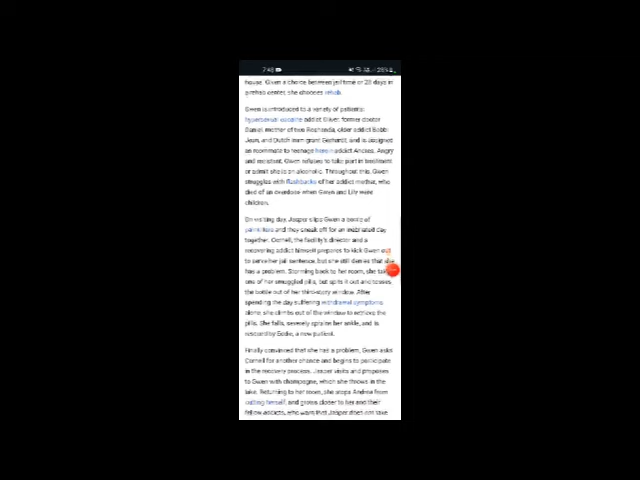 7:48
house. Given a choice between jail time or 28 days in
a rehab center, she chooses rehab.
Gwen is introduced to a variety of patients:
addict Oliver, former doctor
Daniel, mother of two Roshanda, older addict Bobbie
Jean, and Dutch immigrant Gerhardt, and is assigned
as roommate to teenage heroin addict Andrea. Angry
and resistant, Gwen refuses to take part in treatment
or admit she is an alcoholic. Throughout this, Gwen
struggles with flashbacks of her addict mother, who
died of an overdose when Gwen and Lily were
children.
On visiting day, Jasper slips Gwen a bottle of
painkillers and they sneak off for an inebriated day
together. Cornell, the facility's director and a
recovering addict himself prepares to kick Gwen out
to serve her jail sentence, but she still denies that she
has a problem. Storming back to her room, she
one of her smuggled pills, but spits it out and tosses
the bottle out of her third-story window. After
spending the day suffering withdrawal symptoms
alone, she climbs out of the window to retrieve the
pills. She falls, severely sprains her ankle, and is
rescued by Eddie, a new patient.
Finally convinced that she has a problem, Gwen asks
Cornell for another chance and begins to participate
in the recovery process. Jasper visits and proposes
to Gwen with champagne, which she throws in the
lake. Returning to her room, she stops Andrea from
cutting herself, and grows closer to her and their
fellow addicts, who warn that Jasper does not take